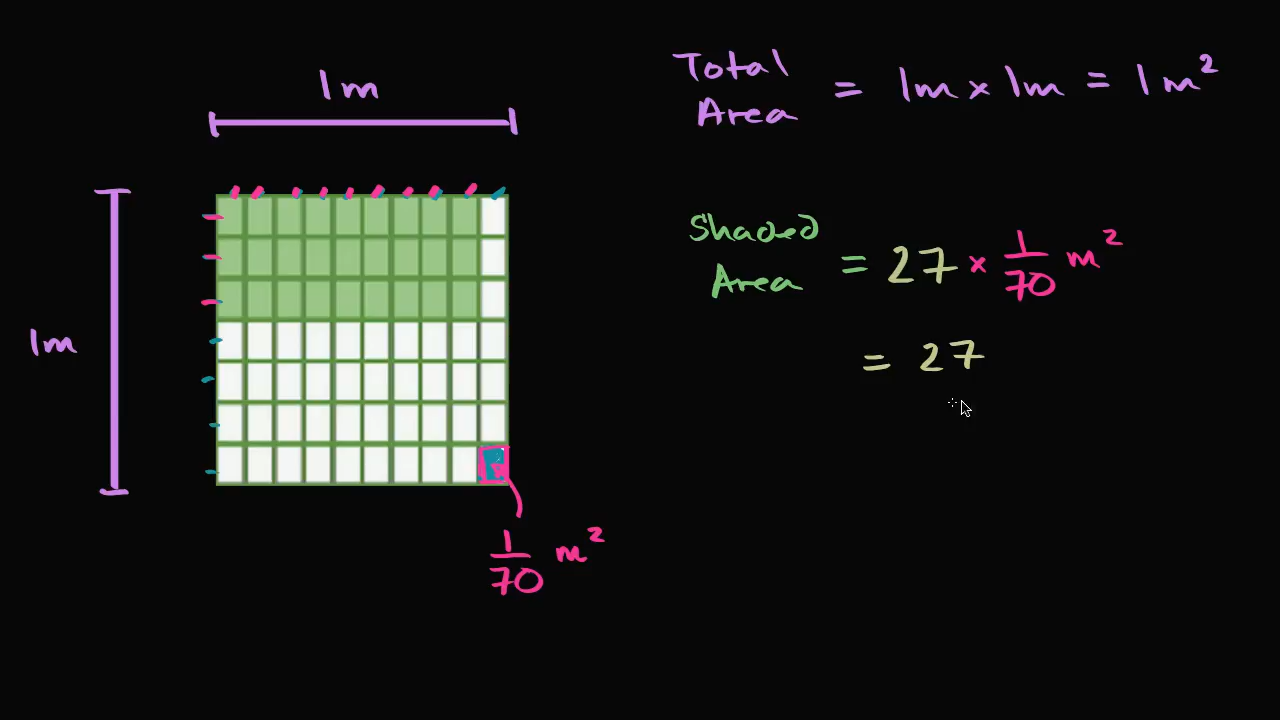 1m
1m
1/70 m²
Total Area = 1m × 1m = 1m²
Shaded Area = 27 × 1/70 m²
= 27